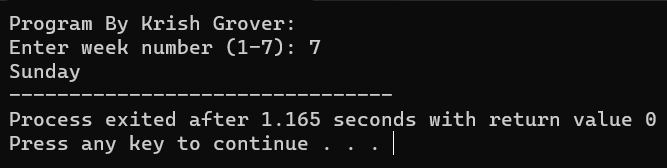 Program By Krish Grover:
Enter week number (1-7): 7
Sunday
--------------------------------
Process exited after 1.165 seconds with return value 0
Press any key to continue . . .